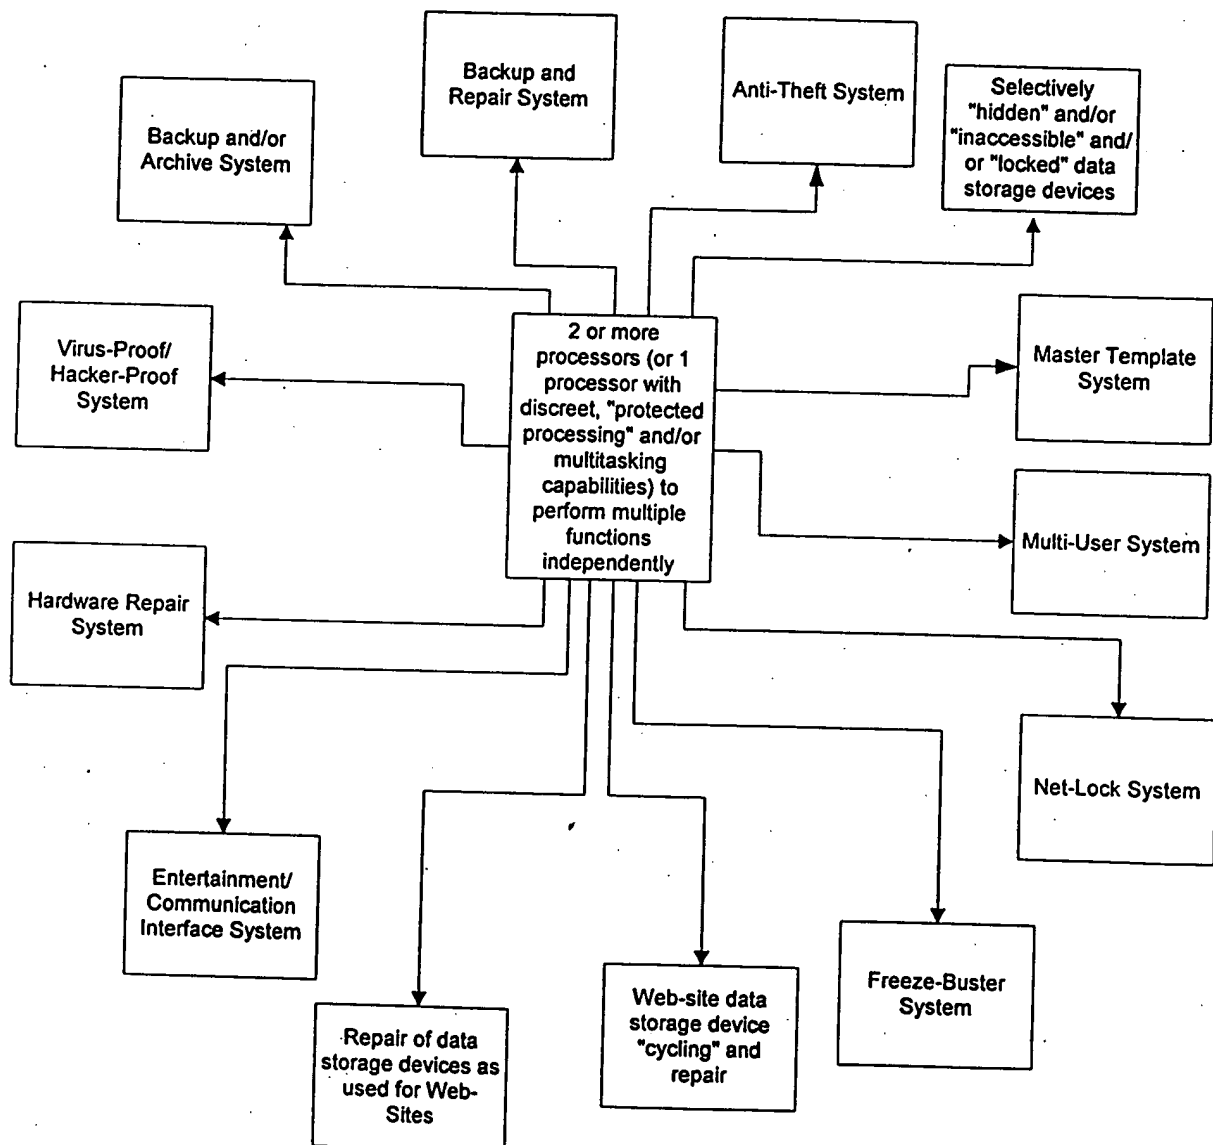 Backup and
Repair System
Anti-Theft System
Selectively
"hidden" and/or
"inaccessible" and/
or "locked" data
storage devices
Backup and/or
Archive System
2 or more
processors (or 1
processor with
discreet, "protected
processing" and/or
multitasking
capabilities) to
perform multiple
functions
independently
Virus-Proof/
Hacker-Proof
System
Master Template
System
Multi-User System
Hardware Repair
System
Net-Lock System
Entertainment/
Communication
Interface System
Freeze-Buster
System
Web-site data
storage device
"cycling" and
repair
Repair of data
storage devices as
used for Web-
Sites